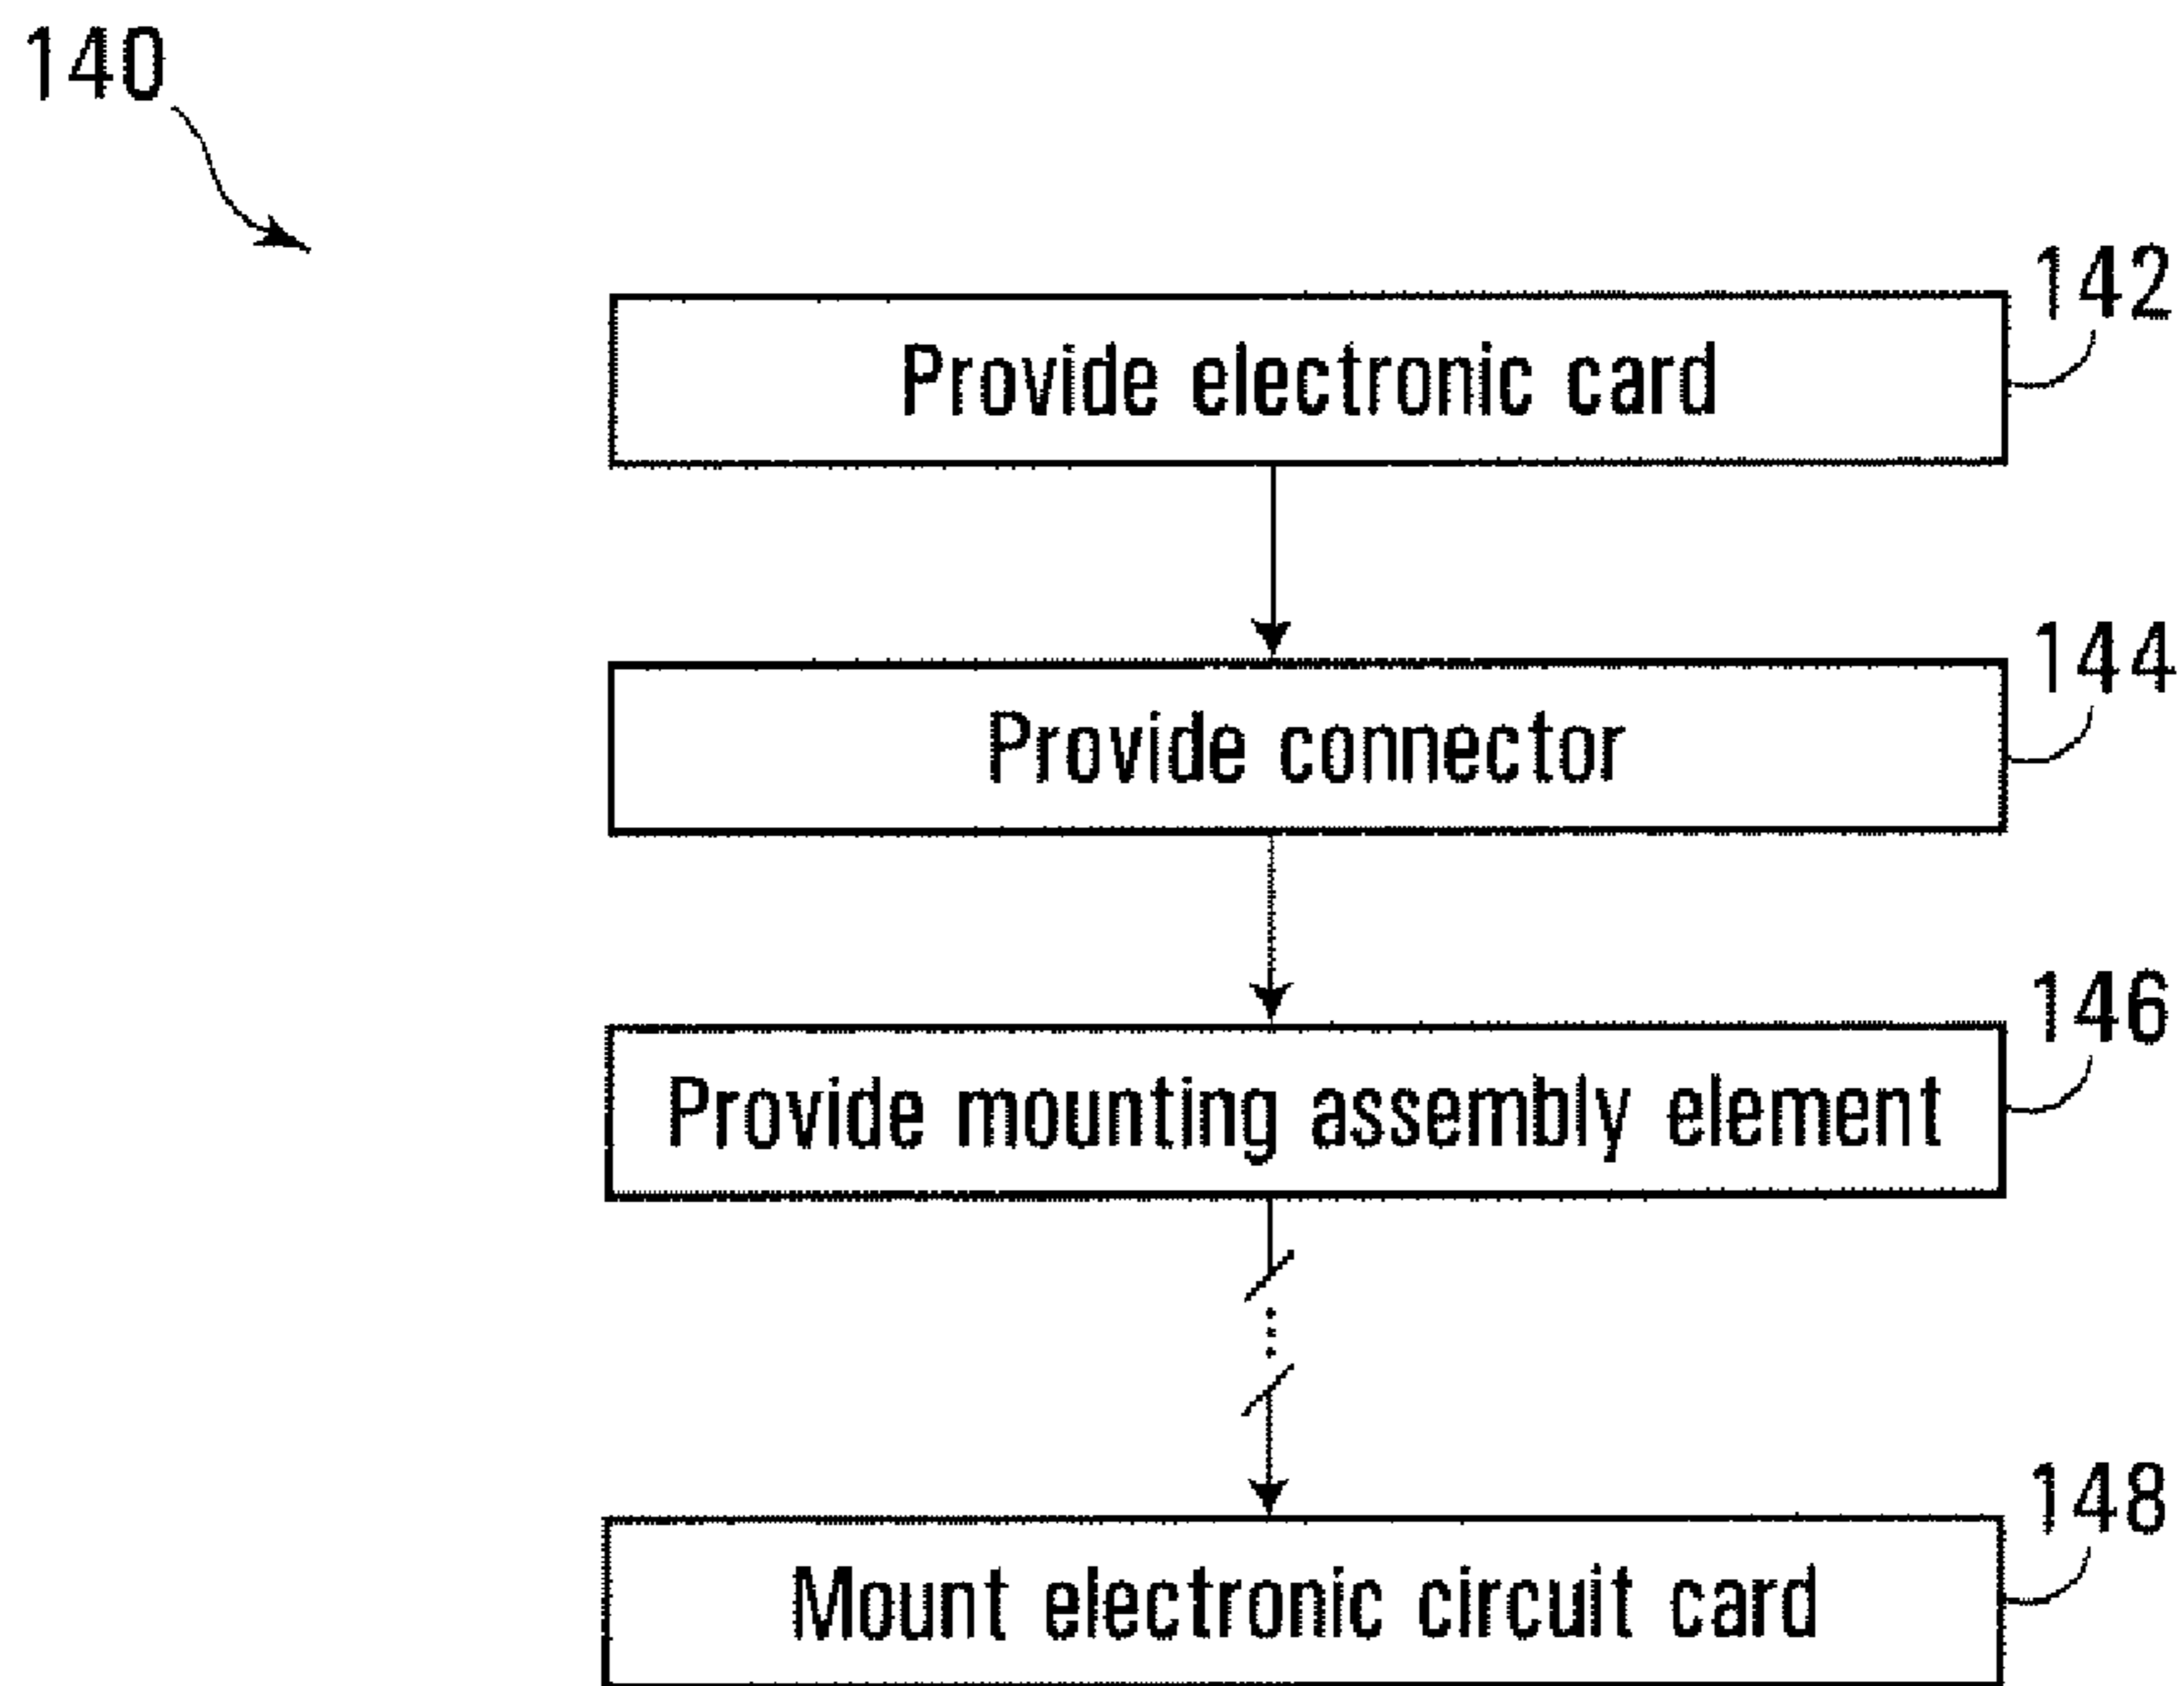 140
142
Provide electronic card
144
Provide connector
146
Provide mounting assembly element
148
Mount electronic circuit card